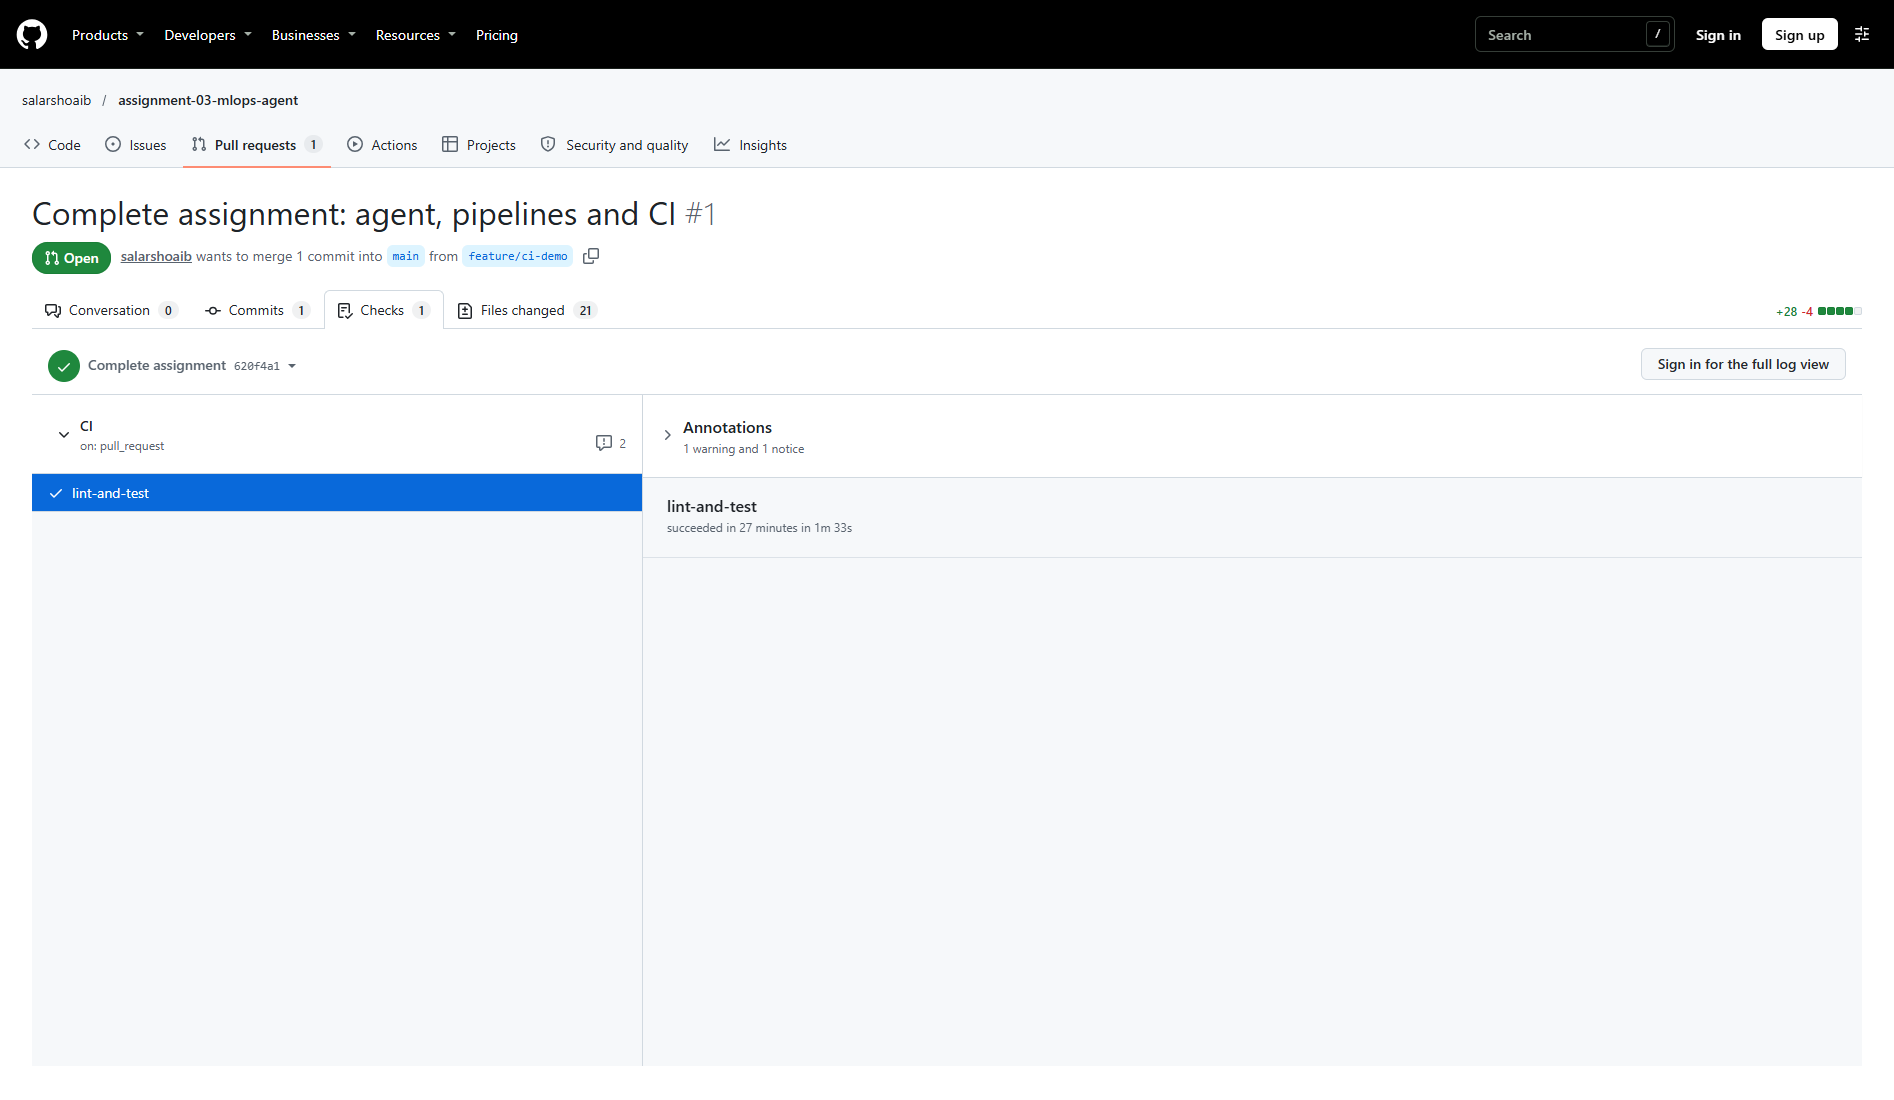 Products Developers Businesses Resources Pricing Search / Sign in Sign up
salarshoaib / assignment-03-mlops-agent
Code Issues Pull requests 1 Actions Projects Security and quality Insights
Complete assignment: agent, pipelines and CI #1
Open salarshoaib wants to merge 1 commit into main from feature/ci-demo
Conversation 0 Commits 1 Checks 1 Files changed 21 +28 -4
Complete assignment 620f4a1 Sign in for the full log view
CI
on: pull_request
2
Annotations
1 warning and 1 notice
lint-and-test
lint-and-test
succeeded in 27 minutes in 1m 33s